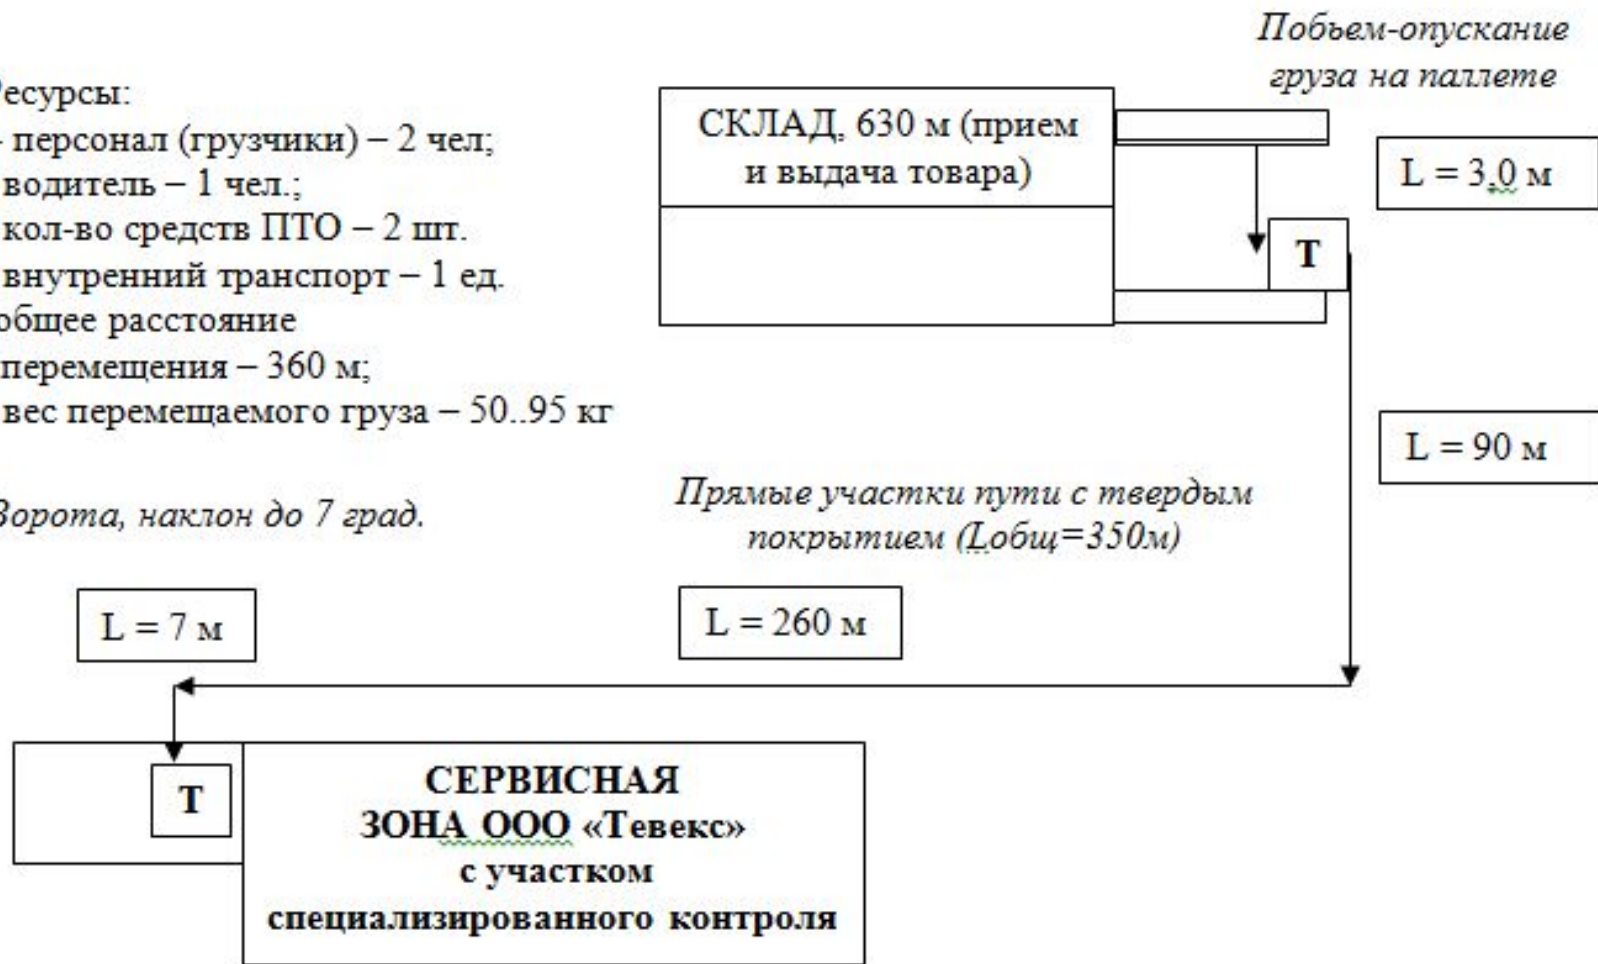 Побьем-опускание
груза на паллете
есурсы:
- персонал (грузчики) – 2 чел;
водитель – 1 чел.;
кол-во средств ПТО – 2 шт.
внутренний транспорт – 1 ед.
общее расстояние
перемещения – 360 м;
вес перемещаемого груза – 50..95 кг
СКЛАД, 630 м (прием
и выдача товара)
L = 3,0 м
Т
L = 90 м
Ворота, наклон до 7 град.
Прямые участки пути с твердым
покрытием (Lобщ=350м)
L = 7 м
L = 260 м
Т
СЕРВИСНАЯ
ЗОНА ООО «Тевекс»
с участком
специализированного контроля